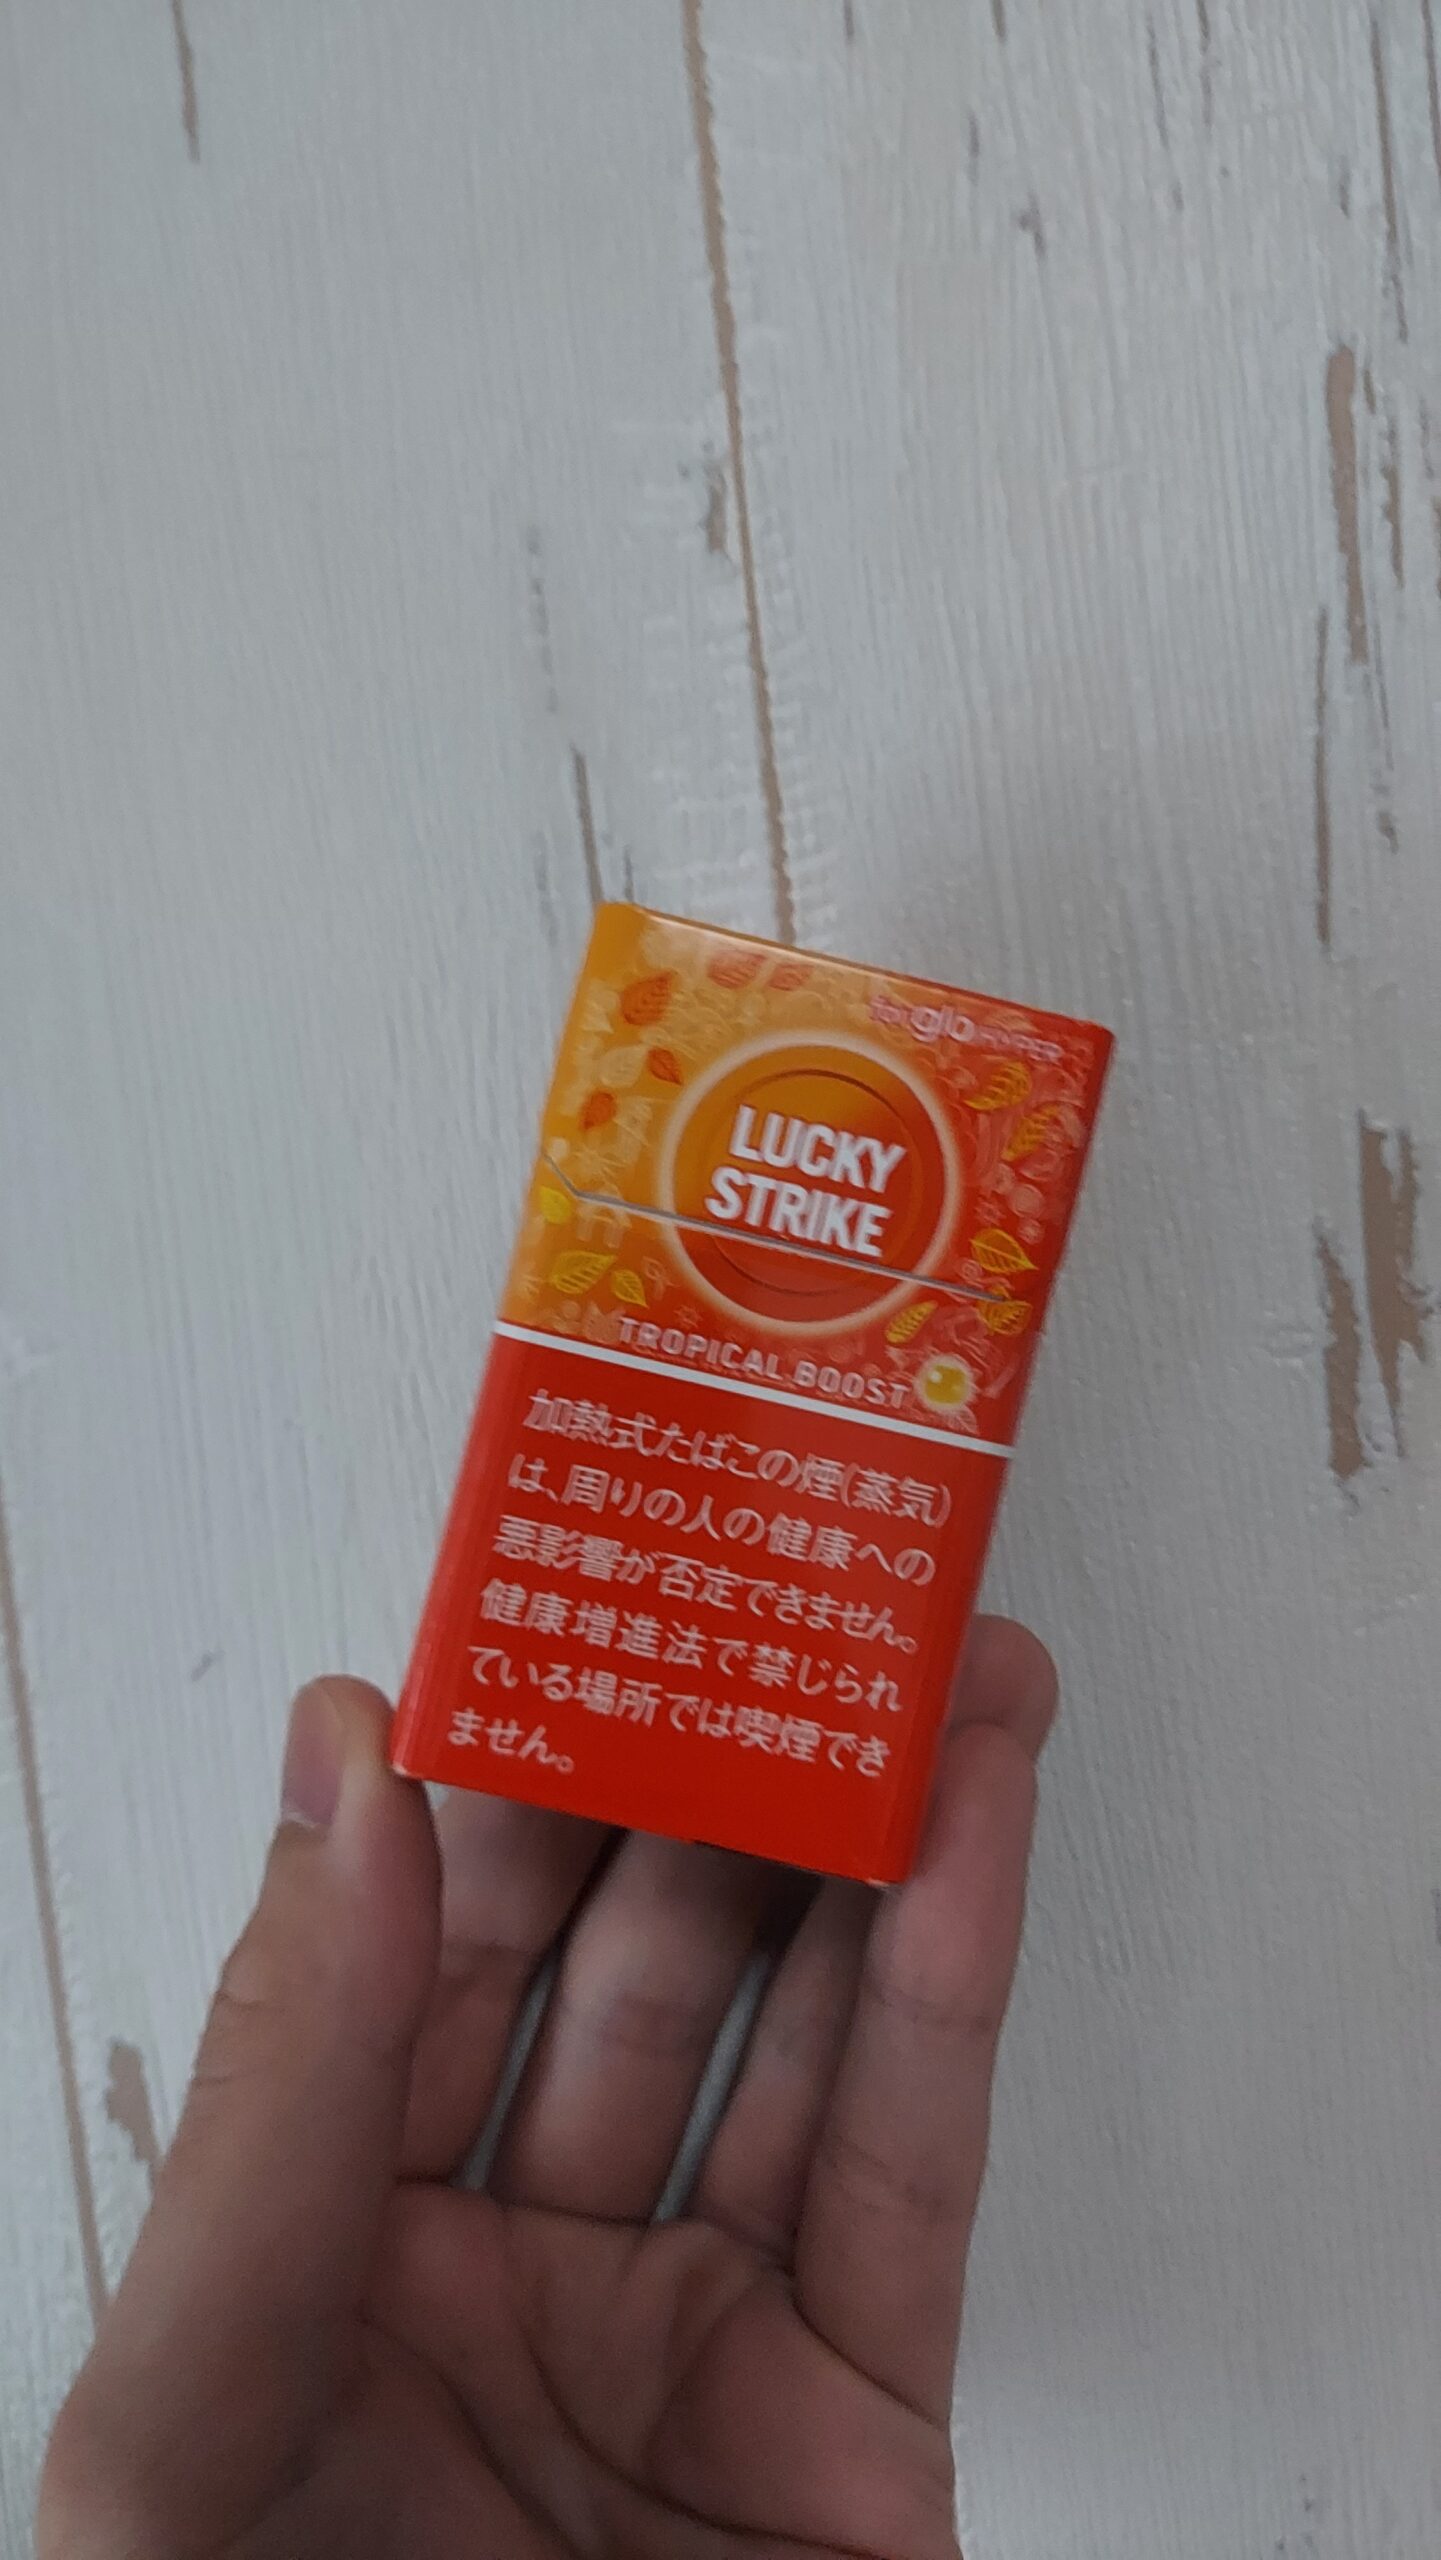 for glo HYPER
LUCKY
STRIKE
TROPICAL BOOST
加熱式たばこの煙(蒸気)
は、周りの人の健康への
悪影響が否定できません。
健康増進法で禁じられ
ている場所では喫煙でき
ません。